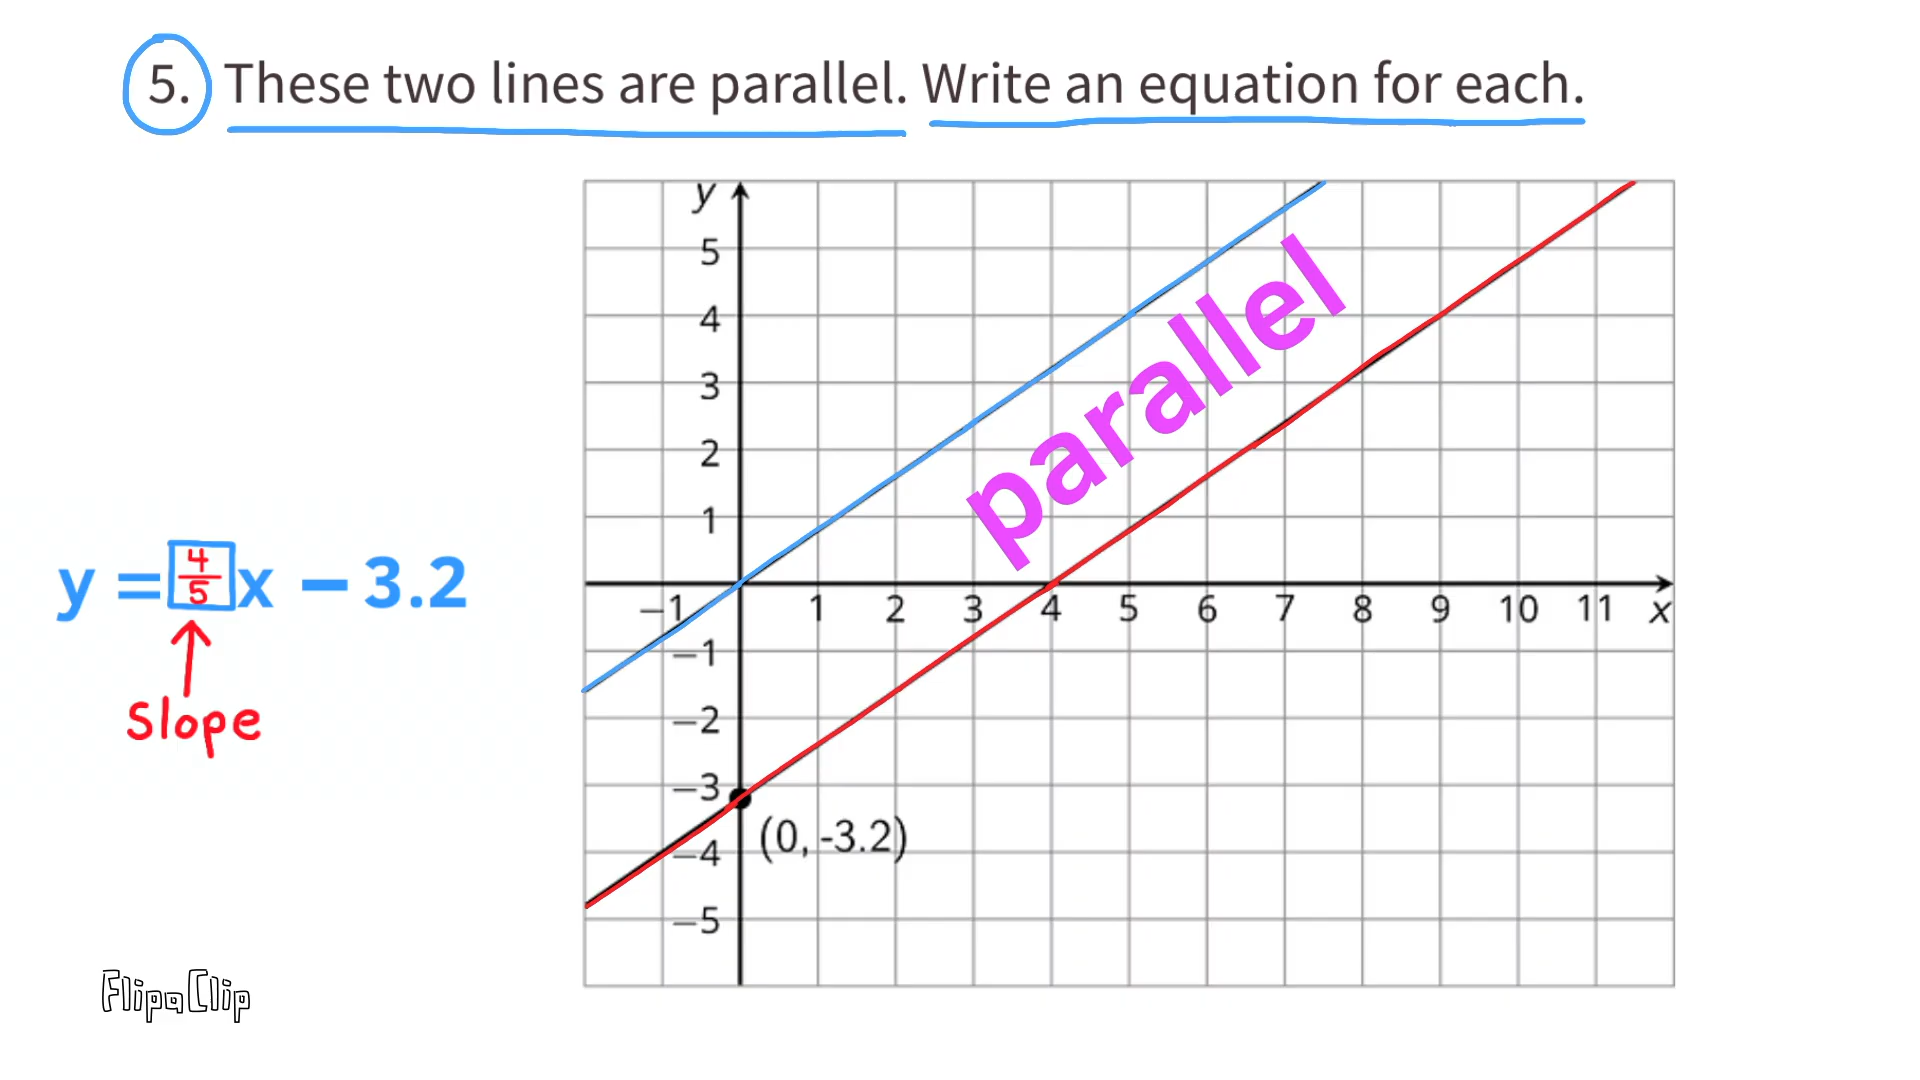 5. These two lines are parallel. Write an equation for each.
y
5
4
3
2
1
−1 1 2 3 4 5 6 7 8 9 10 11 x
−1
−2
−3
−4
−5
(0, -3.2)
parallel
y = 4/5 x − 3.2
Slope
FlipaClip